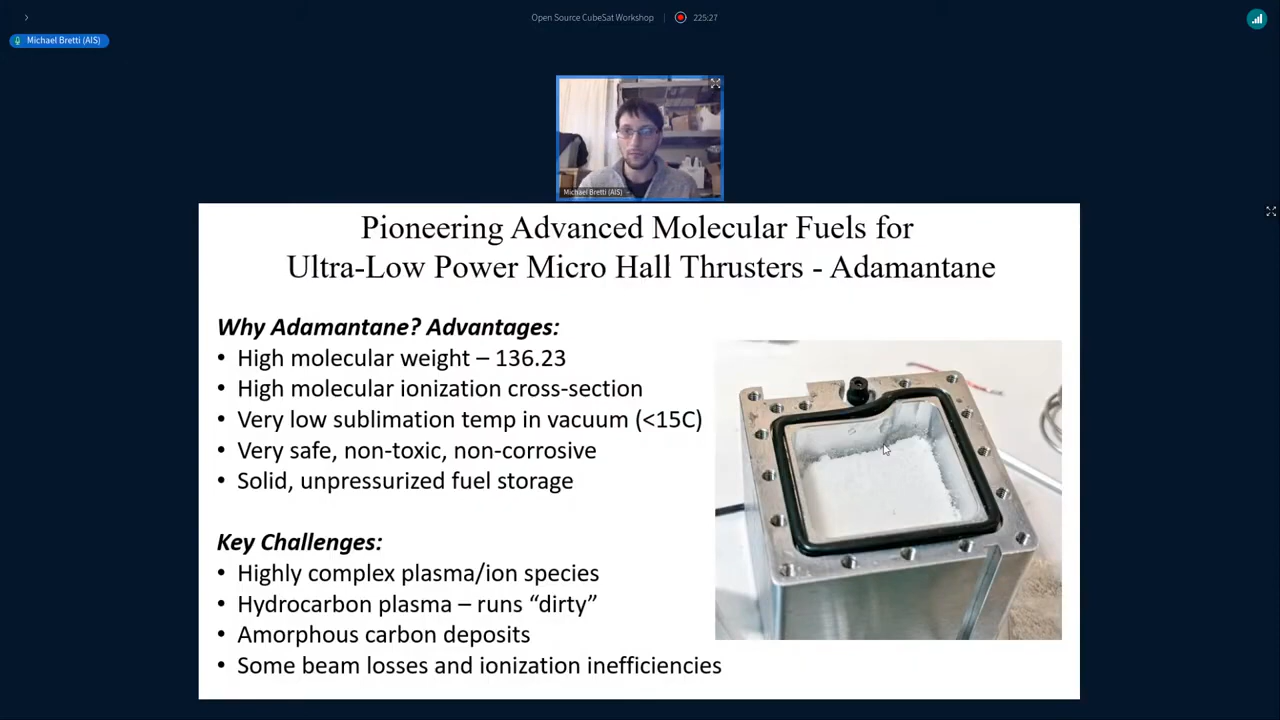 Open Source CubeSat Workshop
225:27
Michael Bretti (AIS)
Michael Bretti (AIS)
Pioneering Advanced Molecular Fuels for
Ultra-Low Power Micro Hall Thrusters - Adamantane
Why Adamantane? Advantages:
• High molecular weight – 136.23
• High molecular ionization cross-section
• Very low sublimation temp in vacuum (<15C)
• Very safe, non-toxic, non-corrosive
• Solid, unpressurized fuel storage
Key Challenges:
• Highly complex plasma/ion species
• Hydrocarbon plasma – runs “dirty”
• Amorphous carbon deposits
• Some beam losses and ionization inefficiencies